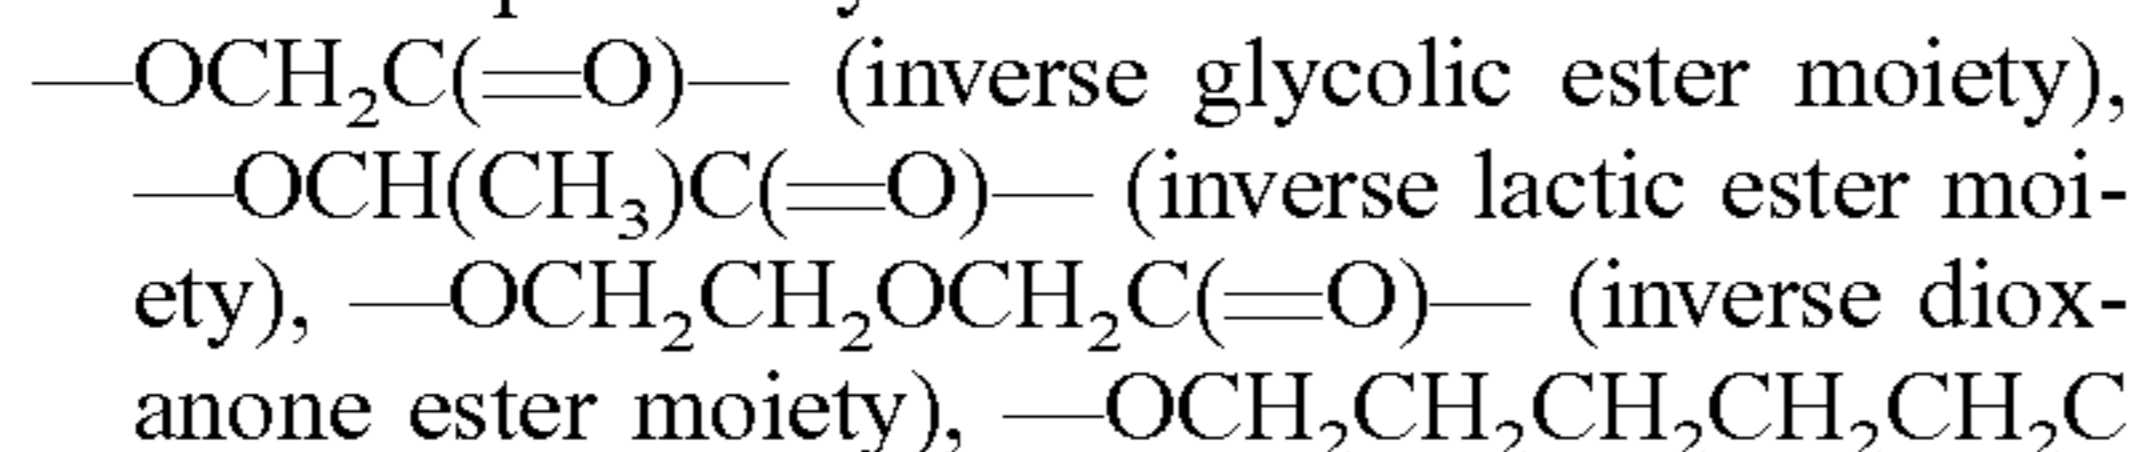 —OCH₂C(═O)— (inverse glycolic ester moiety),
—OCH(CH₃)C(═O)— (inverse lactic ester moi-
ety), —OCH₂CH₂OCH₂C(═O)— (inverse diox-
anone ester moiety), —OCH₂CH₂CH₂CH₂CH₂C